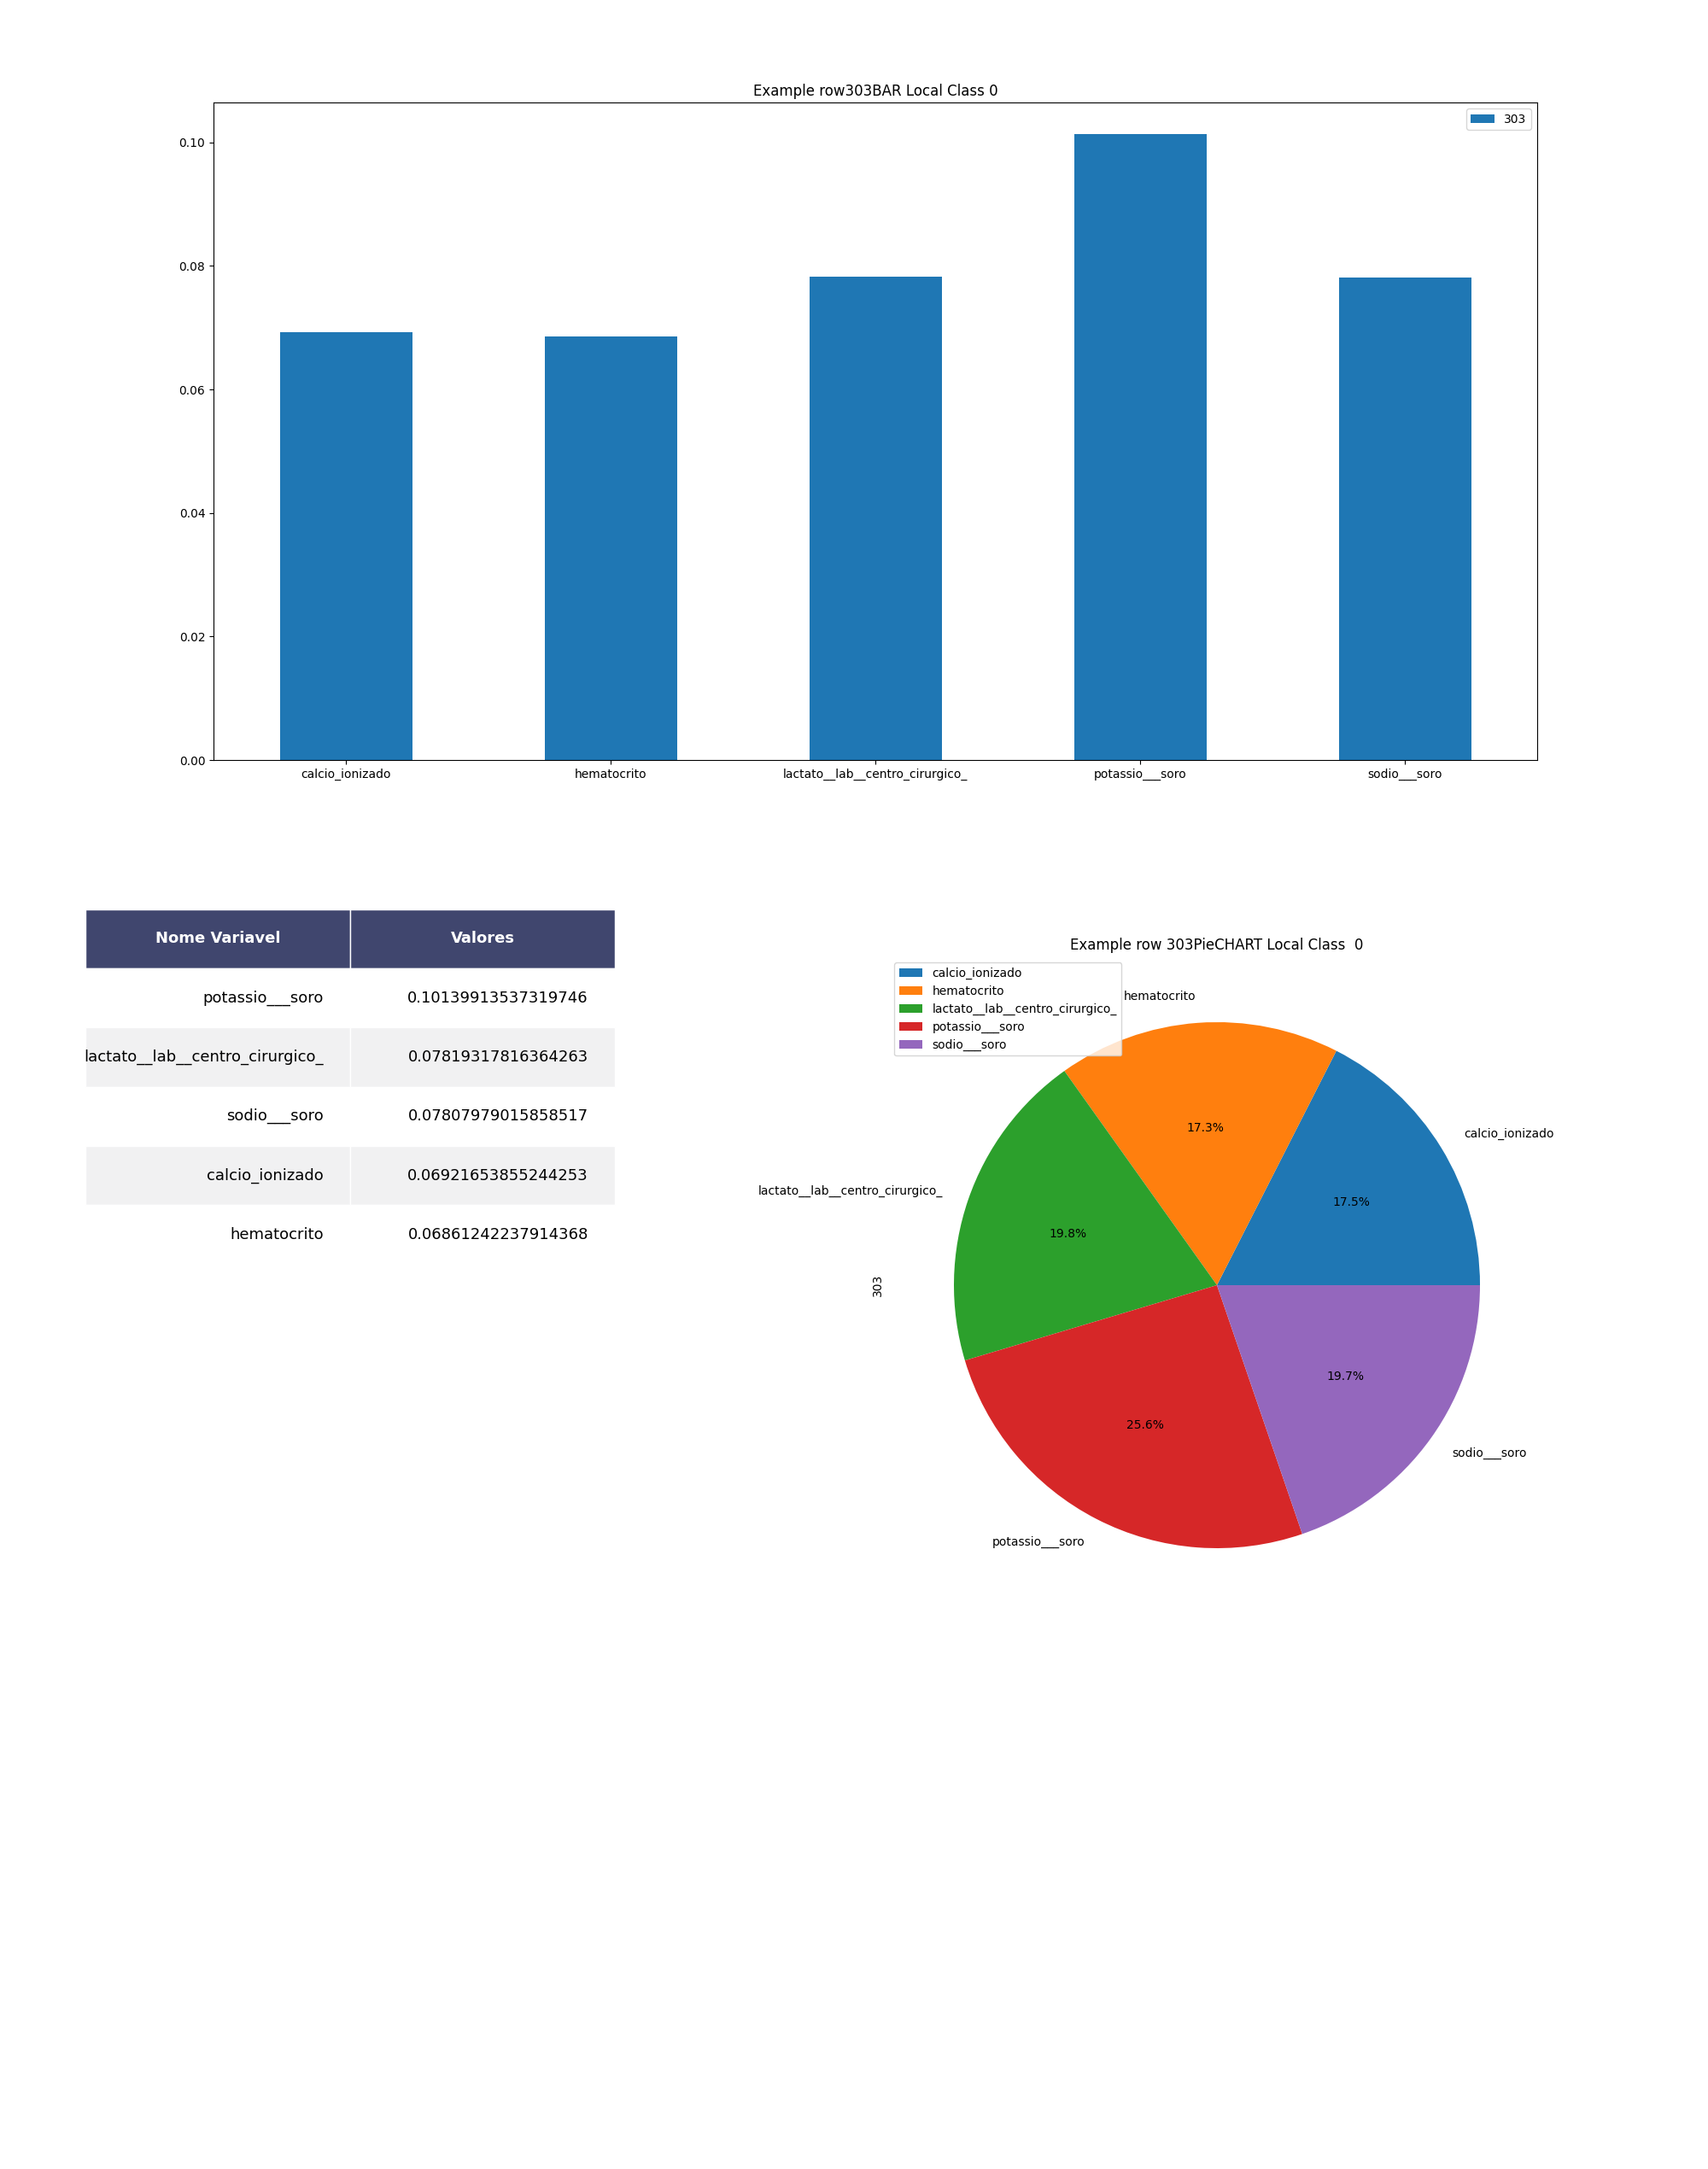 Example row303BAR Local Class 0
303
0.10
0.08
0.06
0.04
0.02
0.00
calcio_ionizado
hematocrito
lactato__lab__centro_cirurgico_
potassio___soro
sodio___soro
Nome Variavel Valores
potassio___soro 0.10139913537319746
lactato__lab__centro_cirurgico_ 0.07819317816364263
sodio___soro 0.07807979015858517
calcio_ionizado 0.06921653855244253
hematocrito 0.06861242237914368
Example row 303PieCHART Local Class  0
calcio_ionizado
hematocrito
lactato__lab__centro_cirurgico_
potassio___soro
sodio___soro
hematocrito
calcio_ionizado
17.3%
lactato__lab__centro_cirurgico_
17.5%
19.8%
303
19.7%
25.6%
sodio___soro
potassio___soro